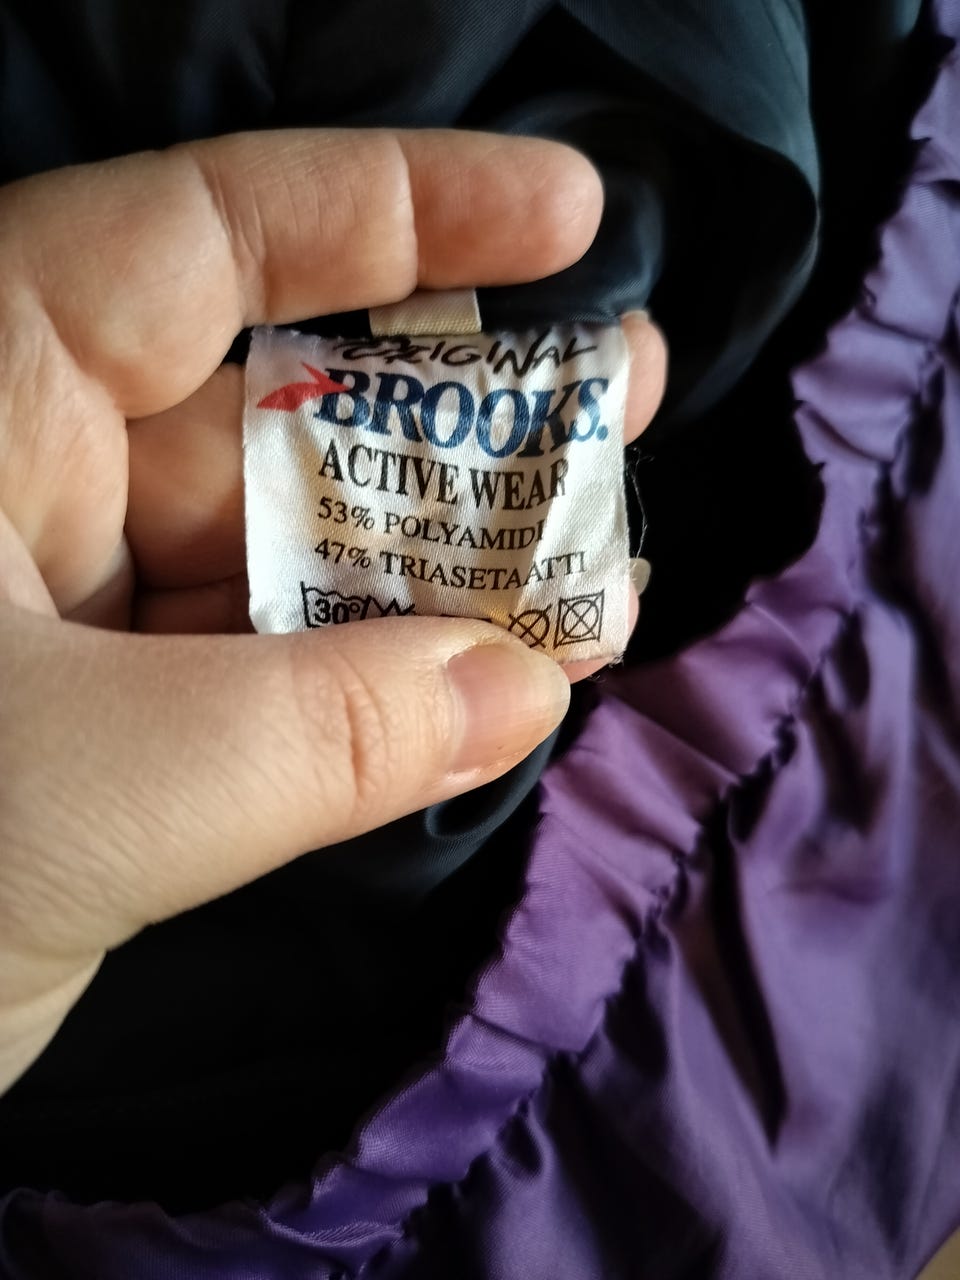 ORIGINAL
BROOKS.
ACTIVE WEAR
53% POLYAMIDI
47% TRIASETAATTI
30°